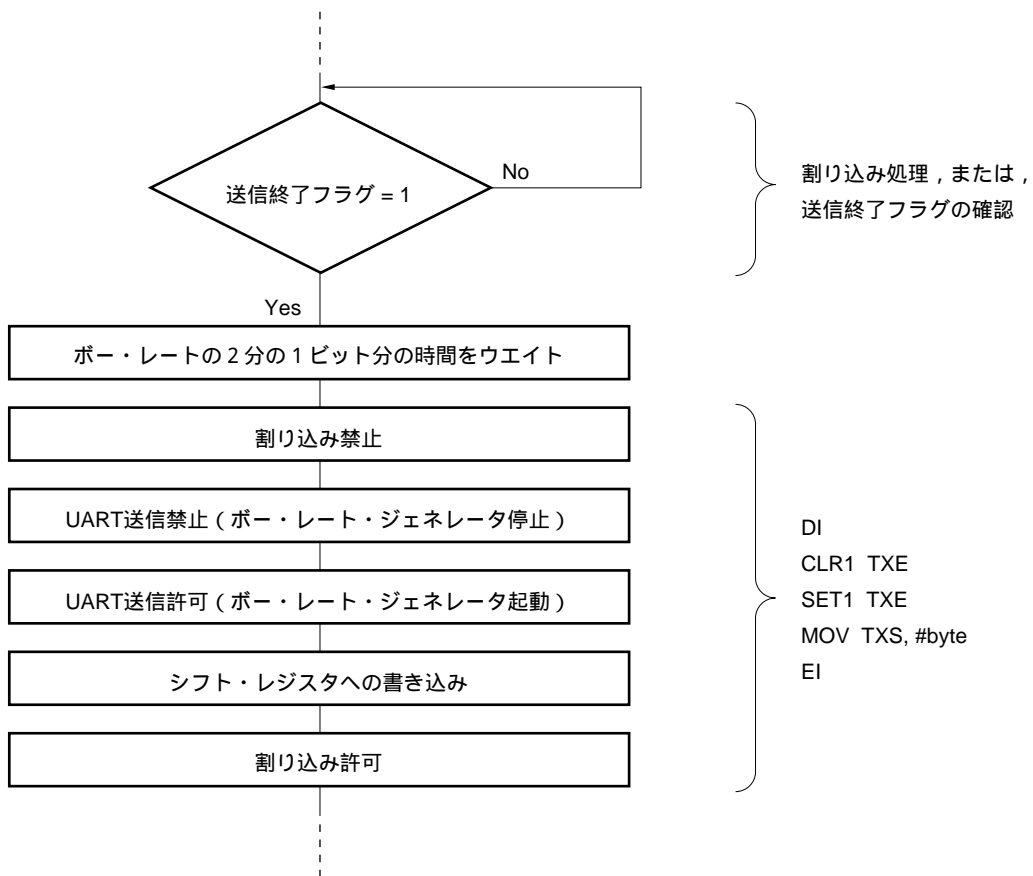 送信終了フラグ = 1
No
割り込み処理，または，
送信終了フラグの確認
Yes
ボー・レートの２分の１ビット分の時間をウエイト
割り込み禁止
UART送信禁止（ボー・レート・ジェネレータ停止）
UART送信許可（ボー・レート・ジェネレータ起動）
シフト・レジスタへの書き込み
割り込み許可
DI
CLR1 TXE
SET1 TXE
MOV TXS, #byte
EI